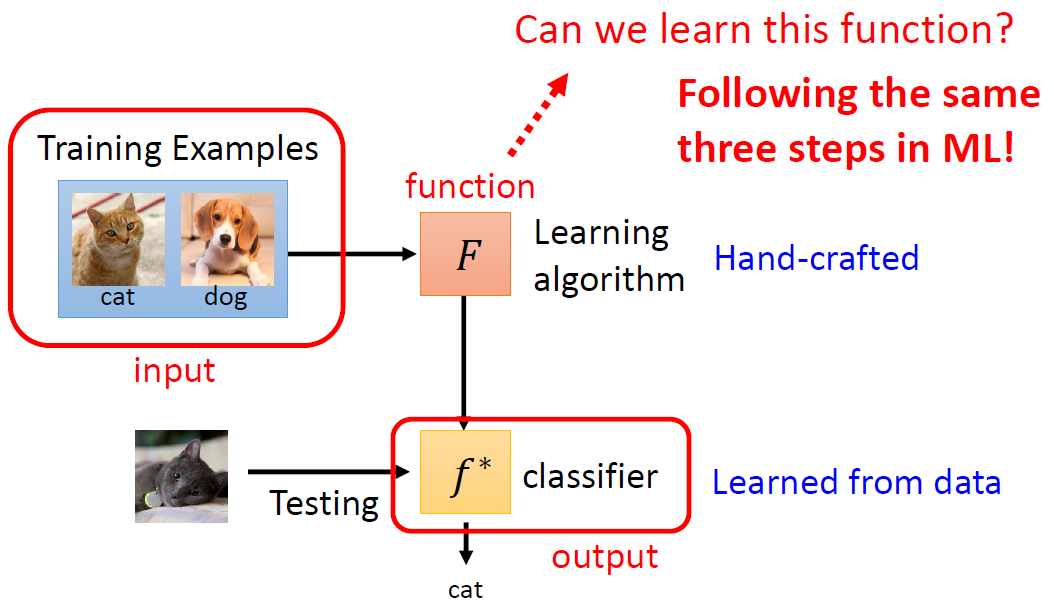 Can we learn this function?
Following the same
three steps in ML!
Training Examples
cat
dog
input
function
F
Learning
algorithm
Hand-crafted
Testing
f*
classifier
Learned from data
output
cat